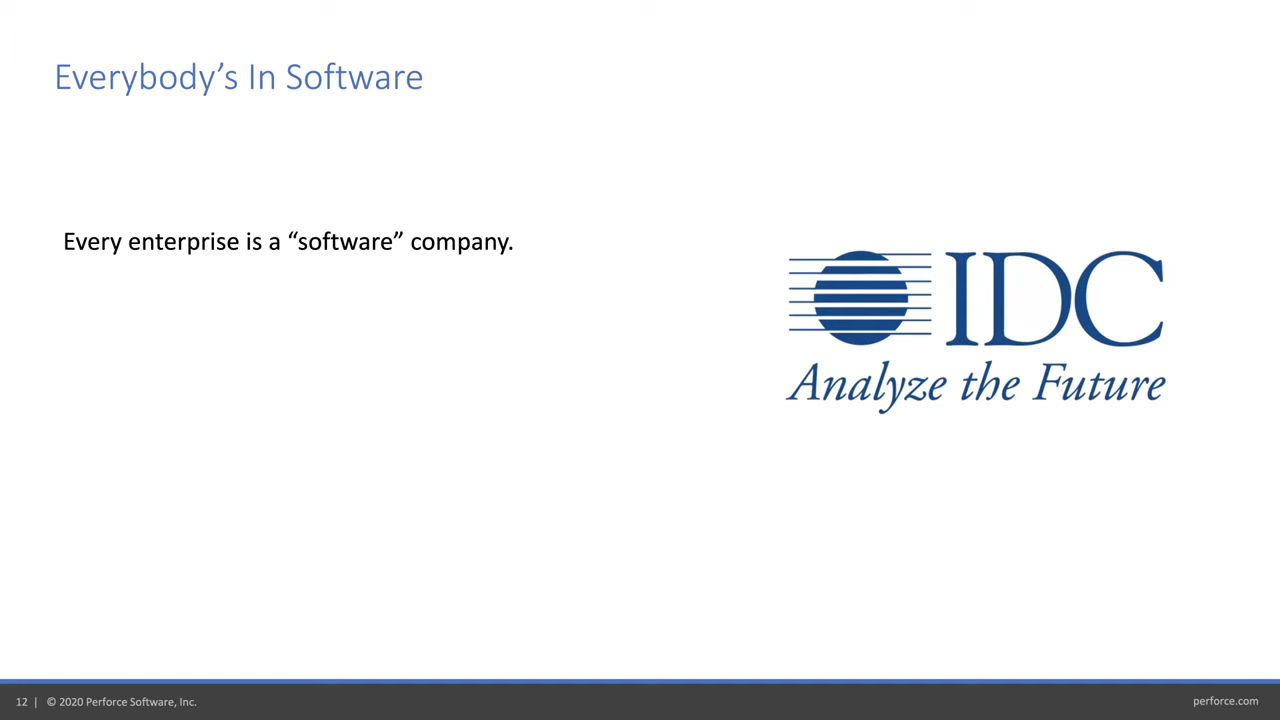 Everybody’s In Software
Every enterprise is a “software” company.
IDC
Analyze the Future
12 | © 2020 Perforce Software, Inc.
perforce.com